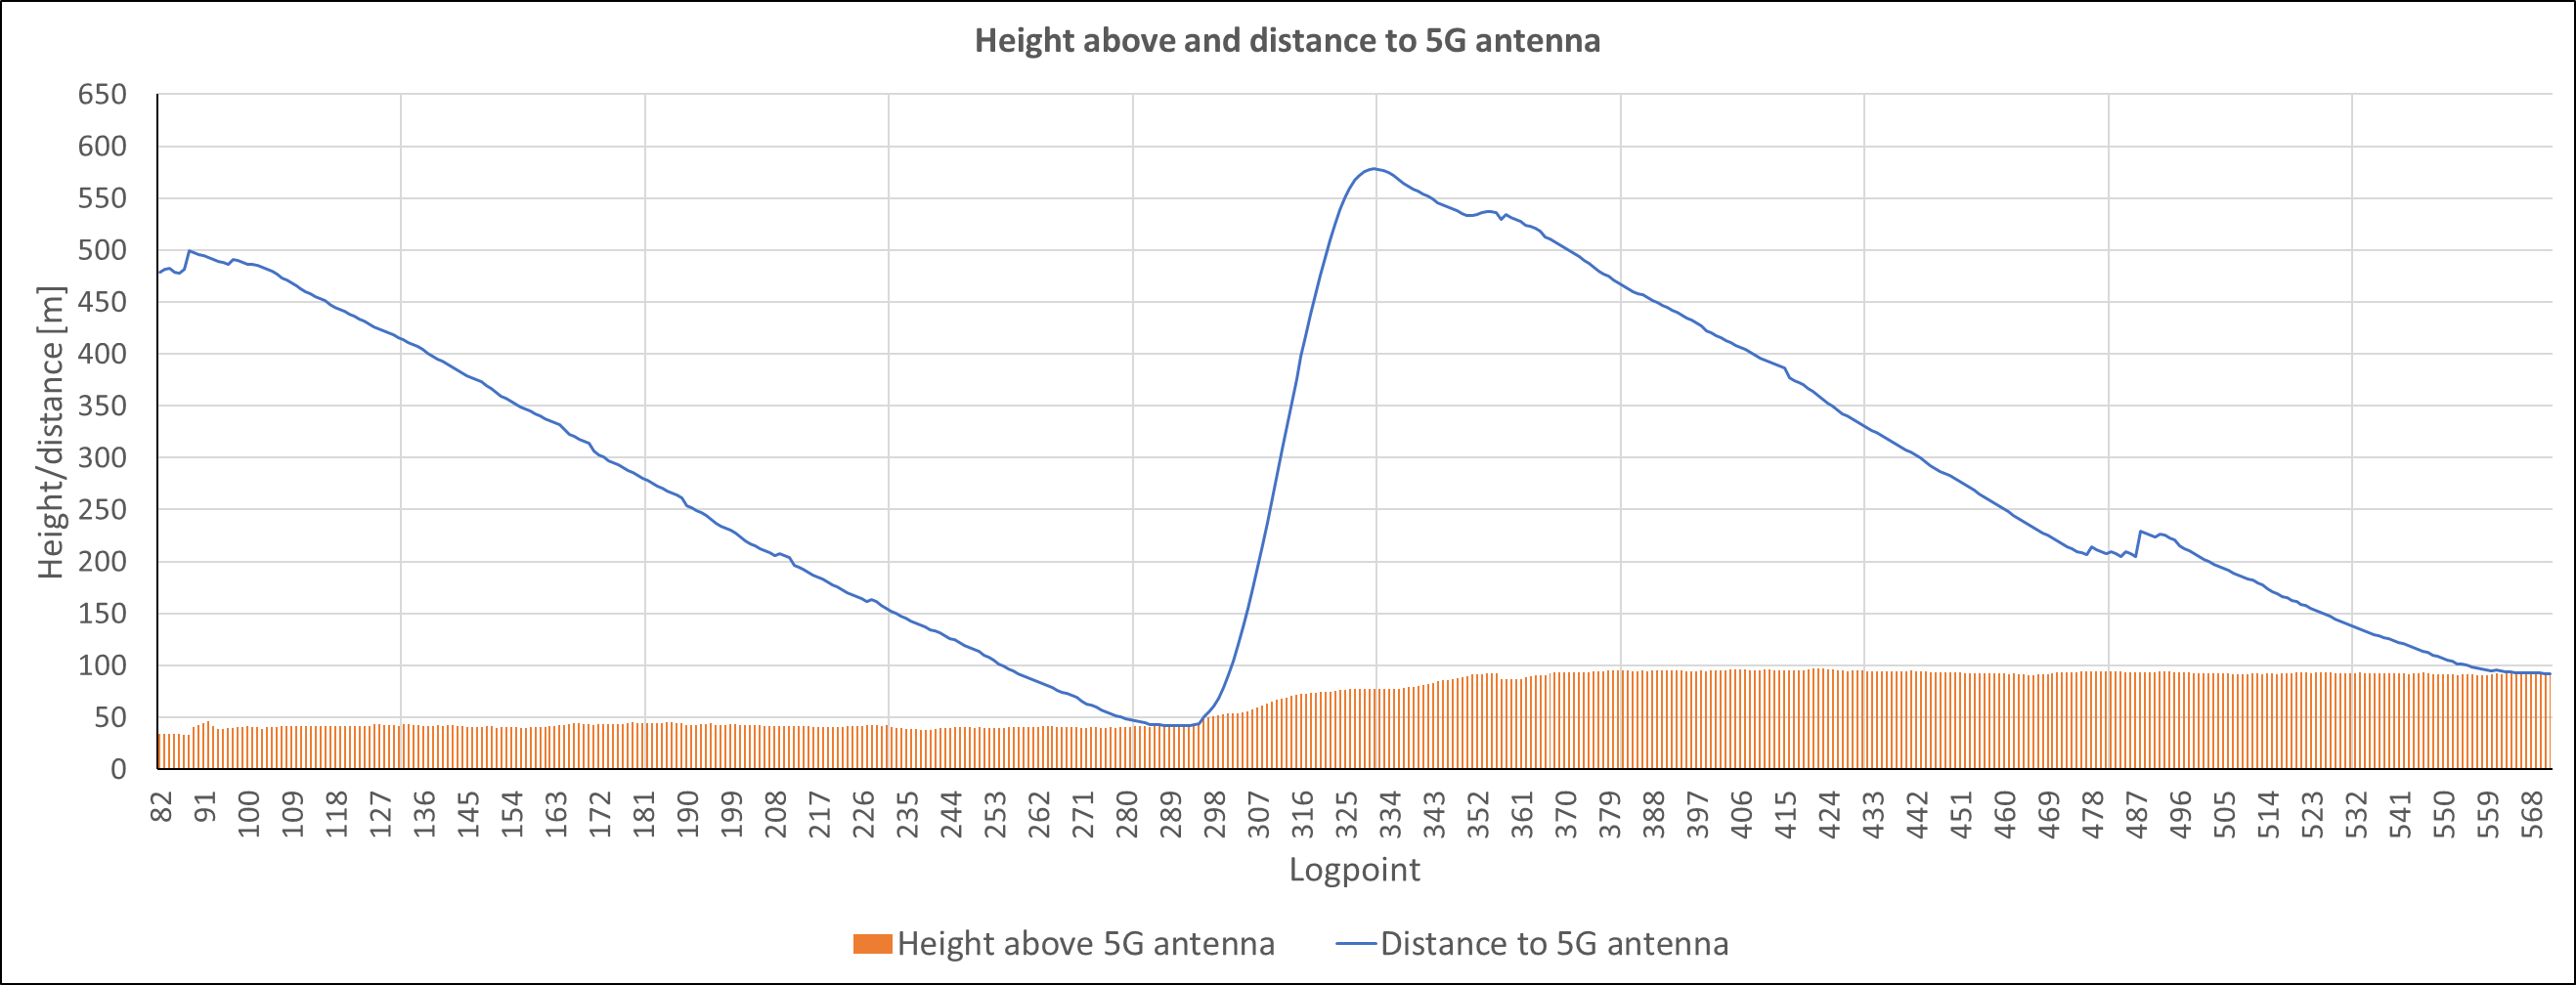 Height above and distance to 5G antenna
Height/distance [m]
650
600
550
500
450
400
350
300
250
200
150
100
50
0
82 91 100 109 118 127 136 145 154 163 172 181 190 199 208 217 226 235 244 253 262 271 280 289 298 307 316 325 334 343 352 361 370 379 388 397 406 415 424 433 442 451 460 469 478 487 496 505 514 523 532 541 550 559 568
Logpoint
Height above 5G antenna Distance to 5G antenna